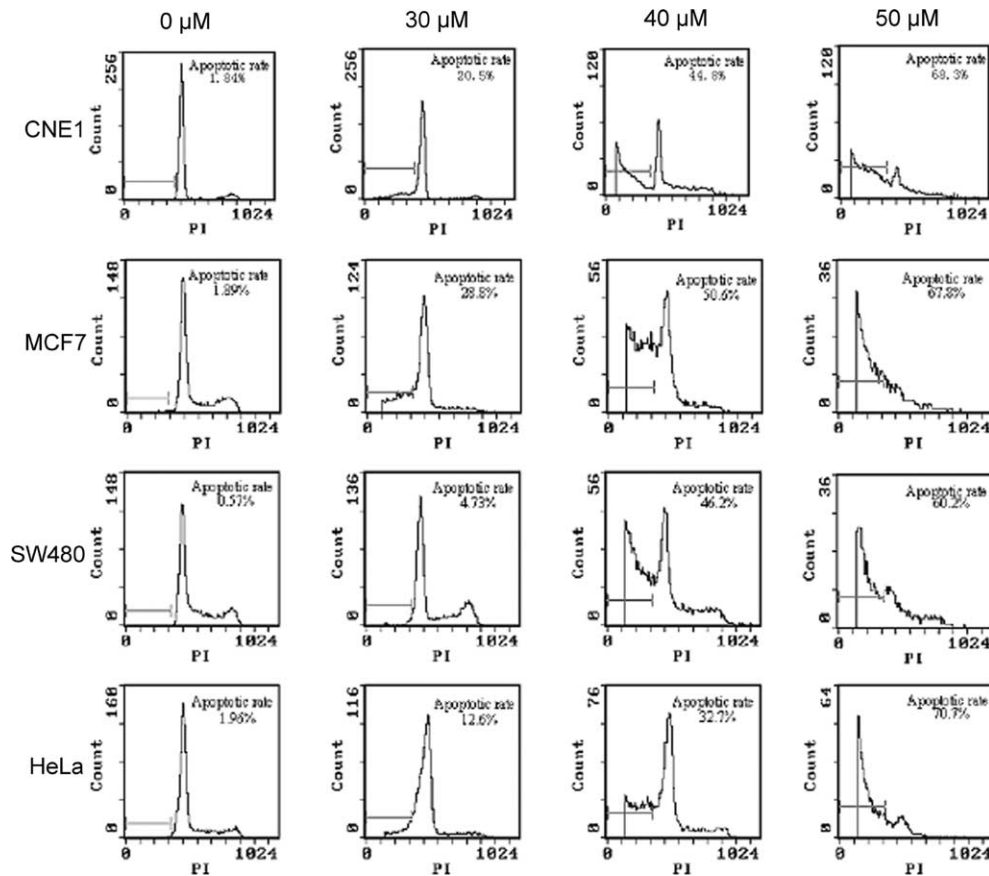 0 µM 30 µM 40 µM 50 µM
CNE1
256
Apoptotic rate
1.84%
Count
0
0 1024
PI
256
Apoptotic rate
20.5%
Count
0
0 1024
PI
120
Apoptotic rate
44.8%
Count
0
0 1024
PI
120
Apoptotic rate
68.3%
Count
0
0 1024
PI
MCF7
148
Apoptotic rate
1.89%
Count
0
0 1024
PI
124
Apoptotic rate
28.8%
Count
0
0 1024
PI
56
Apoptotic rate
50.6%
Count
0
0 1024
PI
36
Apoptotic rate
67.8%
Count
0
0 1024
PI
SW480
148
Apoptotic rate
0.57%
Count
0
0 1024
PI
136
Apoptotic rate
4.73%
Count
0
0 1024
PI
56
Apoptotic rate
46.2%
Count
0
0 1024
PI
36
Apoptotic rate
60.2%
Count
0
0 1024
PI
HeLa
160
Apoptotic rate
1.96%
Count
0
0 1024
PI
116
Apoptotic rate
12.6%
Count
0
0 1024
PI
76
Apoptotic rate
32.7%
Count
0
0 1024
PI
64
Apoptotic rate
70.7%
Count
0
0 1024
PI